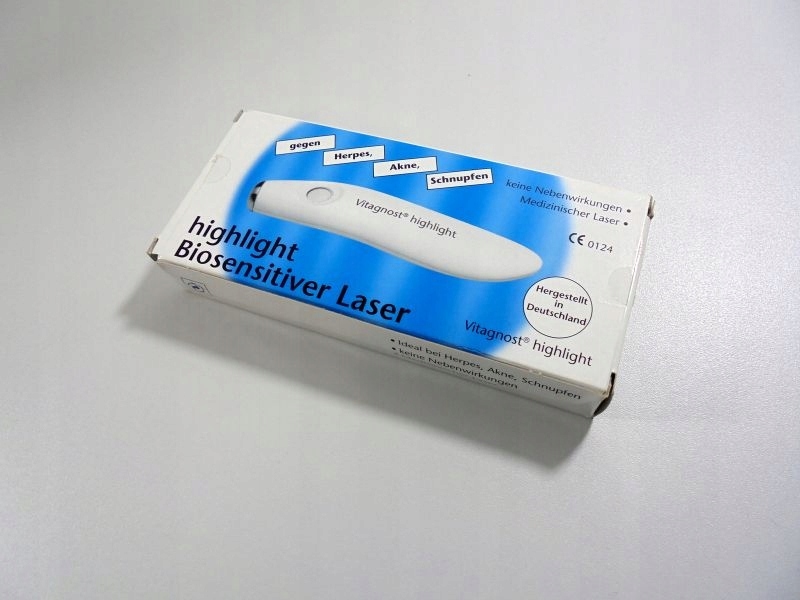 gegen
Herpes,
Akne,
Schnupfen
keine Nebenwirkungen •
Medizinischer Laser •
CE 0124
Vitagnost® highlight
highlight
Biosensitiver Laser
Hergestellt
in
Deutschland
Vitagnost® highlight
• Ideal bei Herpes, Akne, Schnupfen
• keine Nebenwirkungen